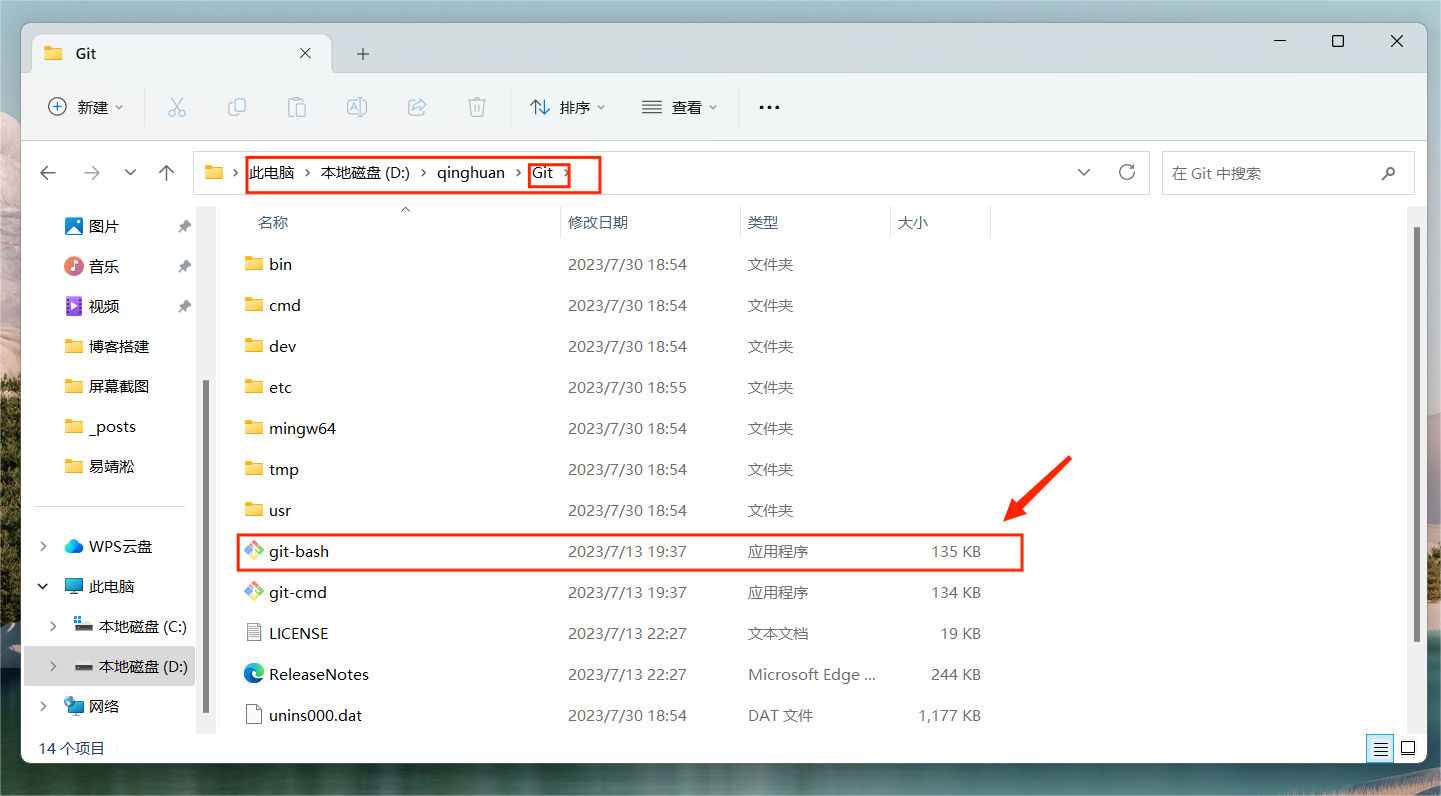 Git
新建
排序
查看
此电脑 本地磁盘 (D:) qinghuan Git
在 Git 中搜索
图片
音乐
视频
博客搭建
屏幕截图
_posts
易靖淞
WPS云盘
此电脑
本地磁盘 (C:)
本地磁盘 (D:)
网络
名称 修改日期 类型 大小
bin 2023/7/30 18:54 文件夹
cmd 2023/7/30 18:54 文件夹
dev 2023/7/30 18:54 文件夹
etc 2023/7/30 18:55 文件夹
mingw64 2023/7/30 18:54 文件夹
tmp 2023/7/30 18:54 文件夹
usr 2023/7/30 18:54 文件夹
git-bash 2023/7/13 19:37 应用程序 135 KB
git-cmd 2023/7/13 19:37 应用程序 134 KB
LICENSE 2023/7/13 22:27 文本文档 19 KB
ReleaseNotes 2023/7/13 22:27 Microsoft Edge ... 244 KB
unins000.dat 2023/7/30 18:54 DAT 文件 1,177 KB
14 个项目